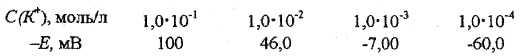 C(K⁺), моль/л 1,0·10⁻¹ 1,0·10⁻² 1,0·10⁻³ 1,0·10⁻⁴
–E, мВ 100 46,0 -7,00 -60,0